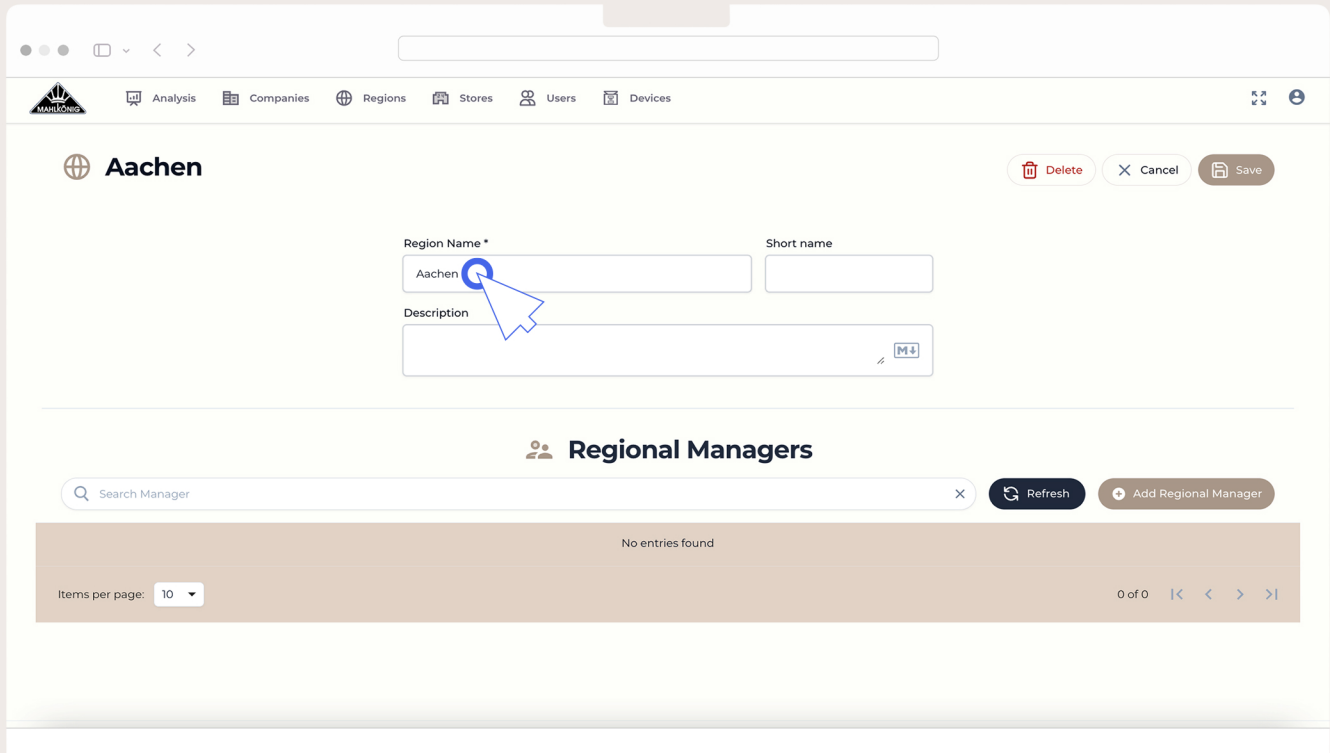 MAHLKÖNIG
Analysis
Companies
Regions
Stores
Users
Devices
Aachen
Delete
Cancel
Save
Region Name *
Short name
Aachen
Description
M
Regional Managers
Search Manager
Refresh
Add Regional Manager
No entries found
Items per page:
10
0 of 0